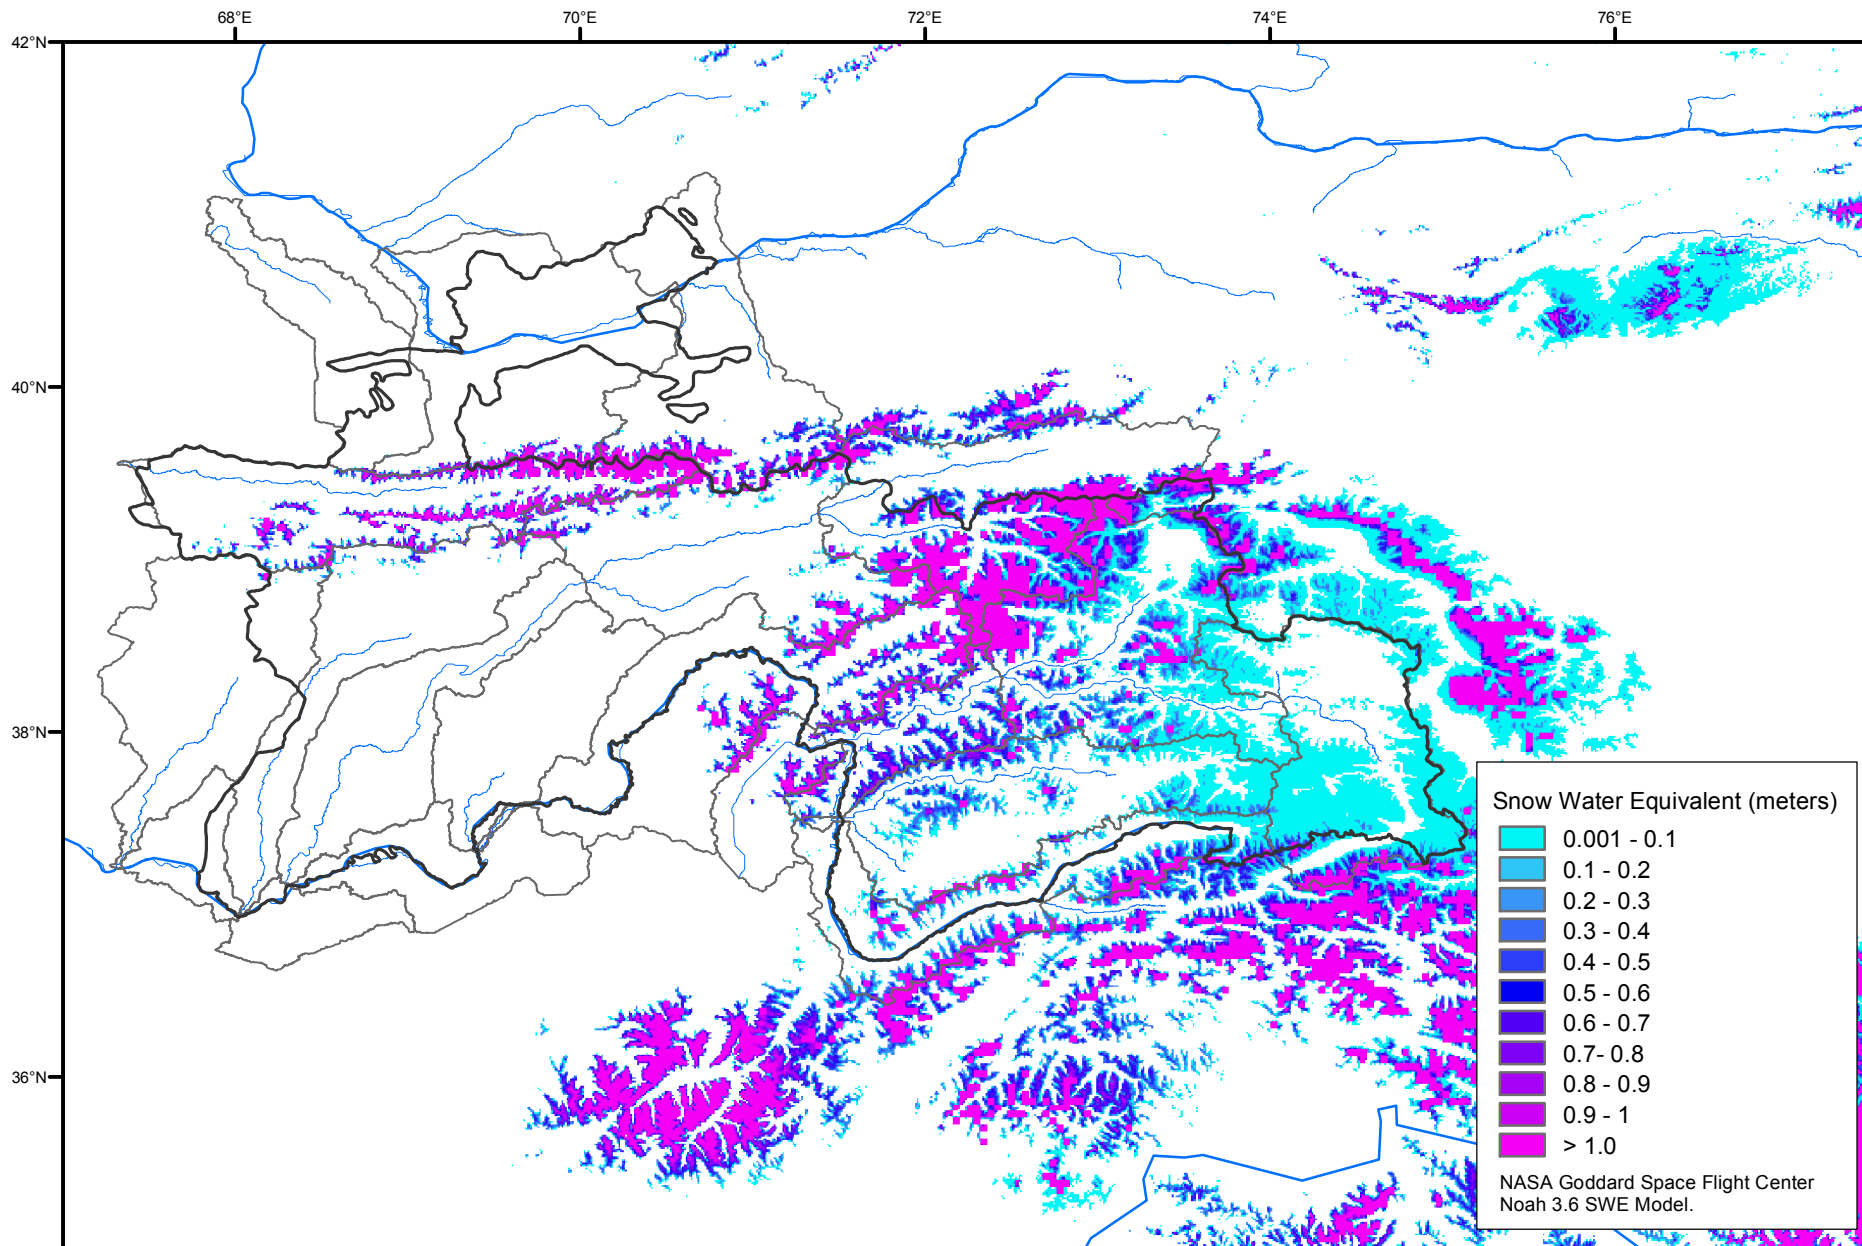 68°E 70°E 72°E 74°E 76°E
42°N
40°N
38°N
36°N
Snow Water Equivalent (meters)
0.001 - 0.1
0.1 - 0.2
0.2 - 0.3
0.3 - 0.4
0.4 - 0.5
0.5 - 0.6
0.6 - 0.7
0.7- 0.8
0.8 - 0.9
0.9 - 1
> 1.0
NASA Goddard Space Flight Center
Noah 3.6 SWE Model.